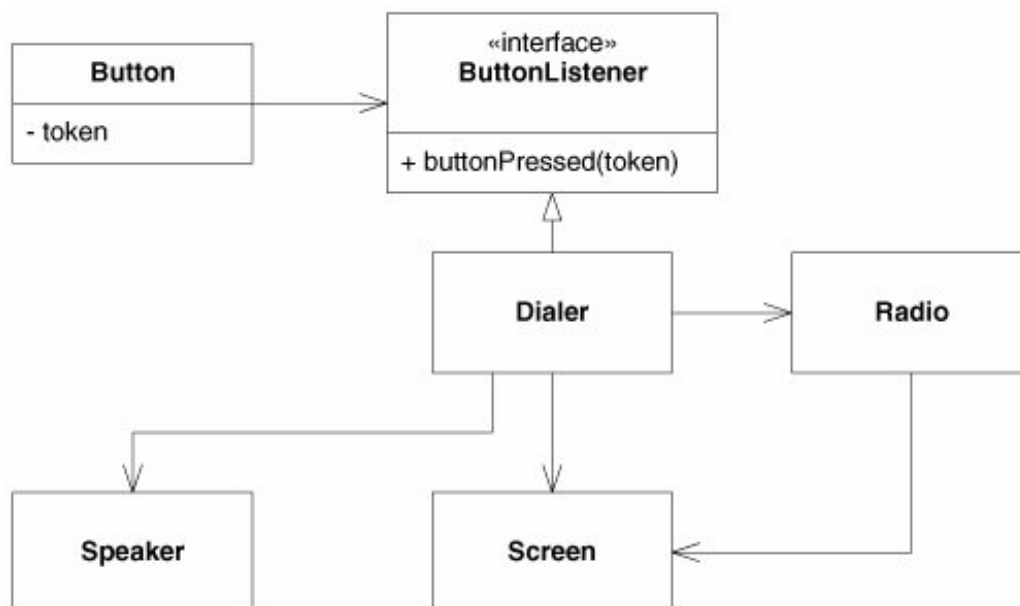 «interface»
ButtonListener
+ buttonPressed(token)
Button
- token
Dialer
Radio
Speaker
Screen